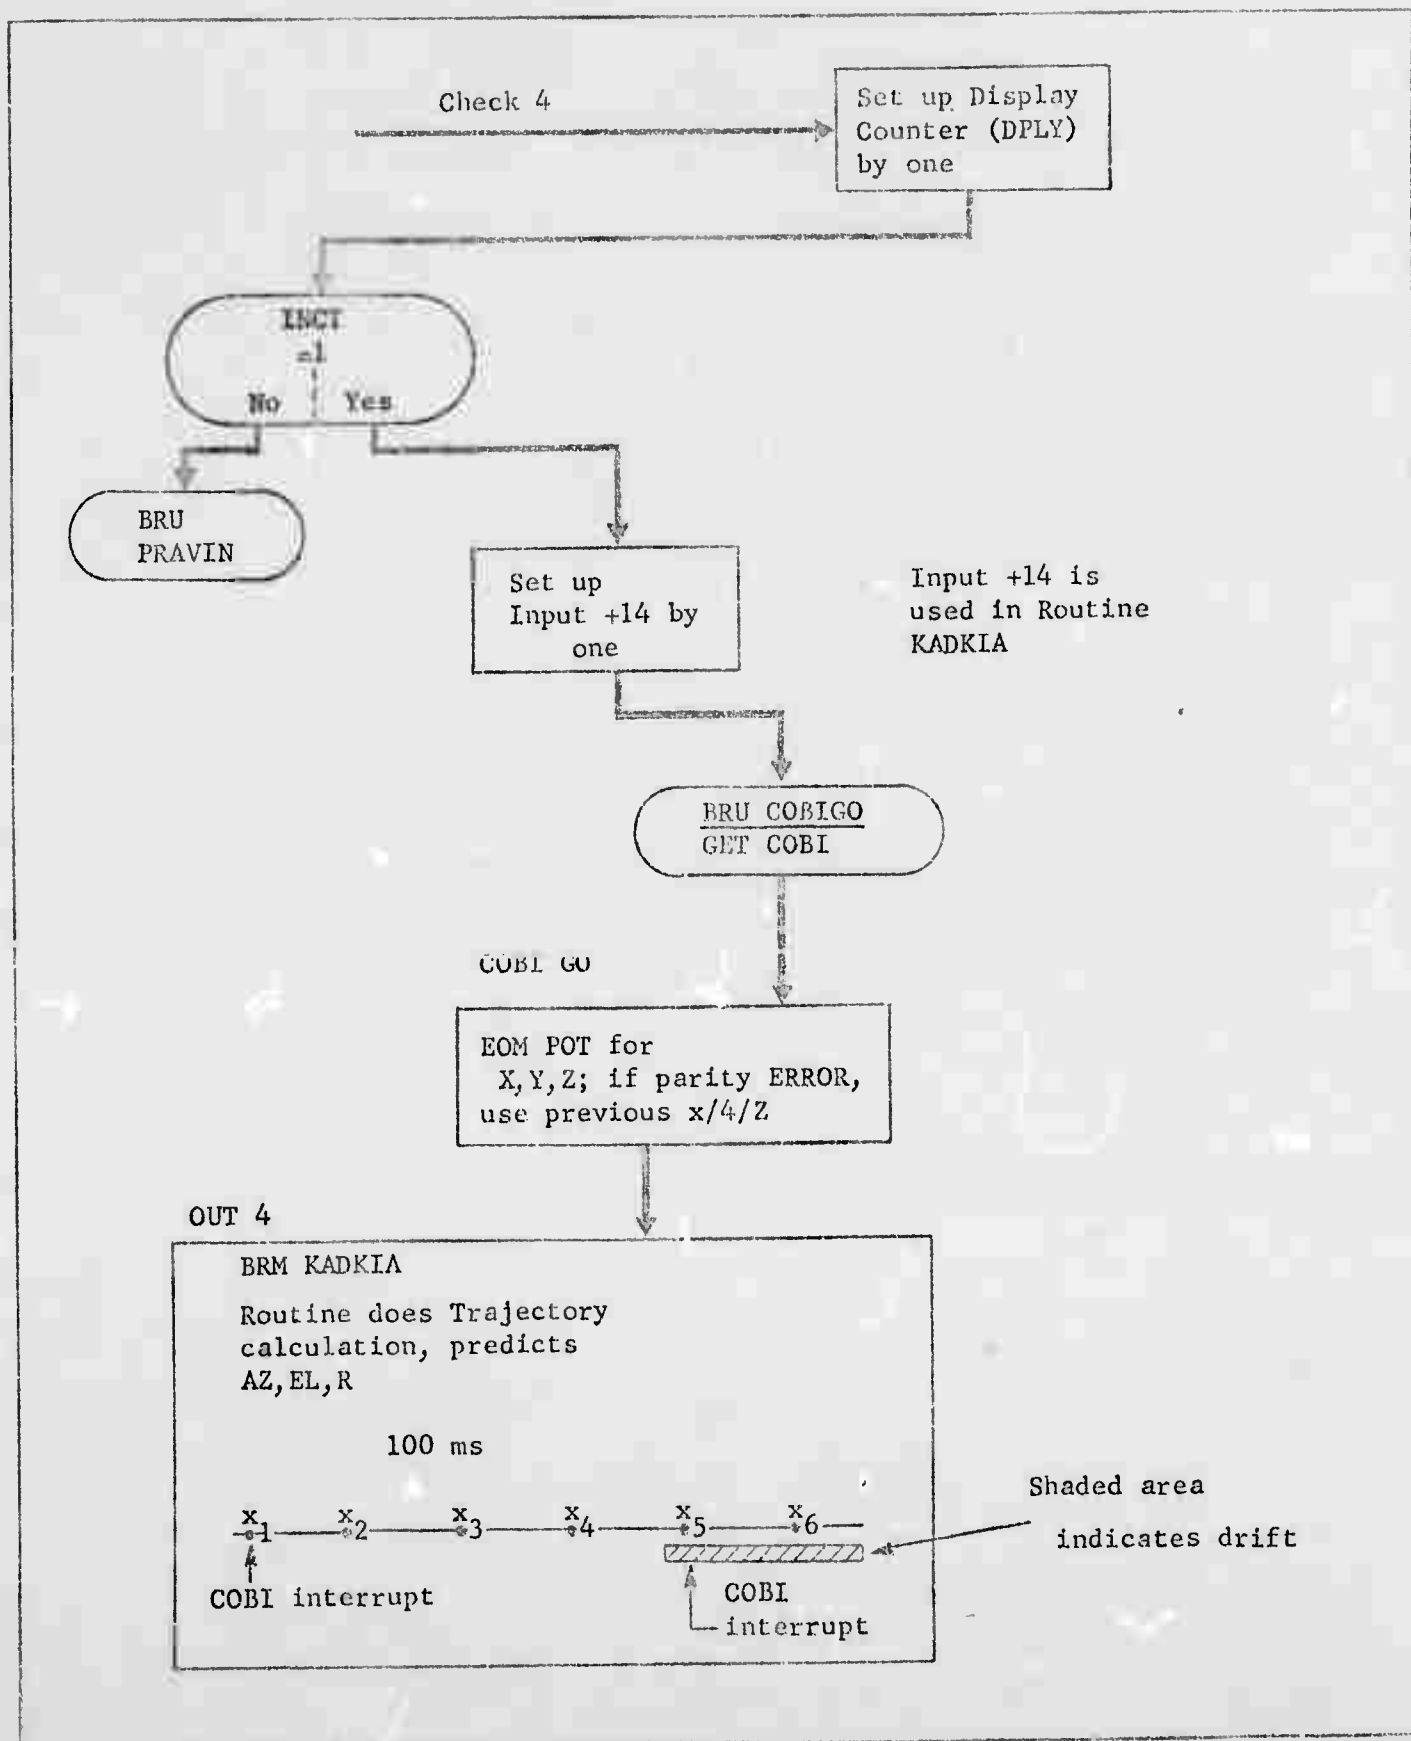 Check 4
Set up Display
Counter (DPLY)
by one
INCT
=1
No Yes
BRU
PRAVIN
Set up
Input +14 by
one
Input +14 is
used in Routine
KADKIA
BRU COBIGO
GET COBI
COBI GO
EOM POT for
X,Y,Z; if parity ERROR,
use previous x/4/Z
OUT 4
BRM KADKIA
Routine does Trajectory
calculation, predicts
AZ,EL,R
100 ms
x1 x2 x3 x4 x5 x6
Shaded area
indicates drift
COBI interrupt
COBI
interrupt